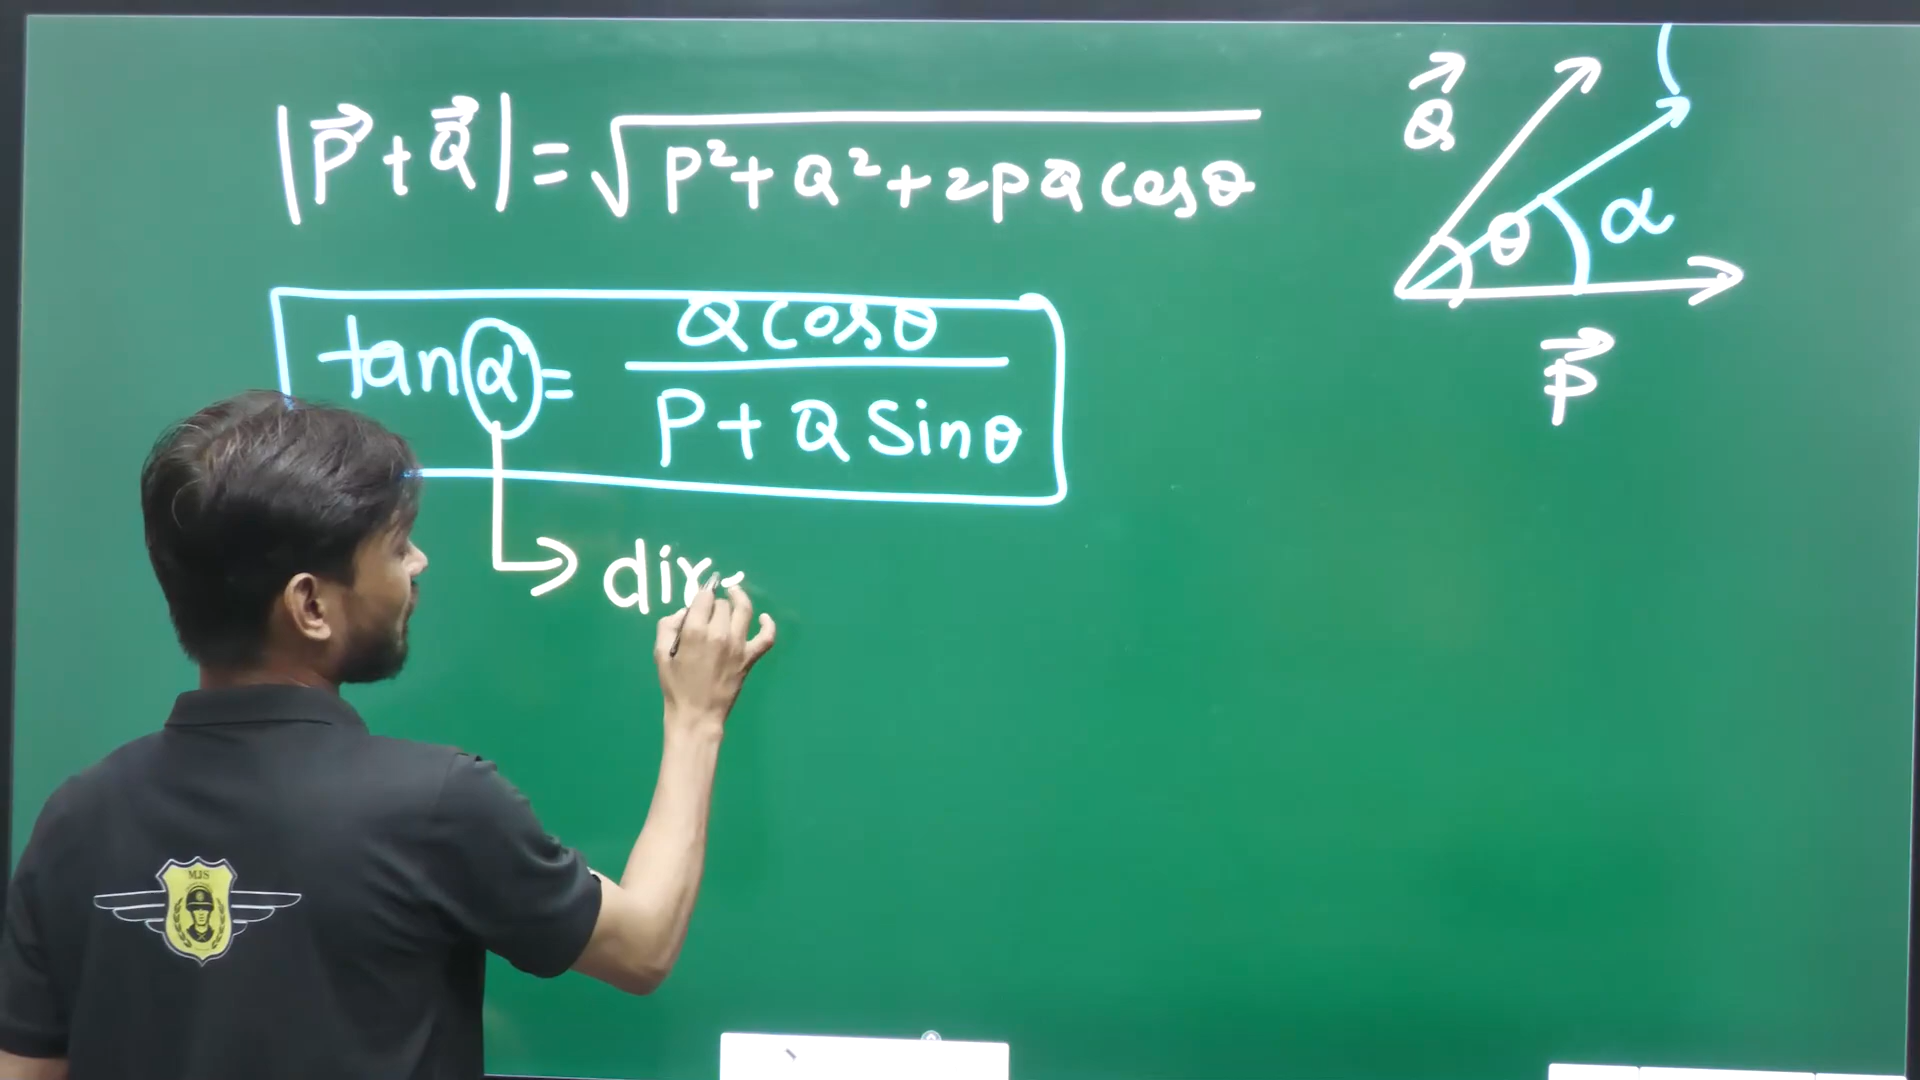 |P⃗ + Q⃗| = √P² + Q² + 2PQ Cosθ
Q⃗
θ
α
P⃗
tan α = Q Cosθ / P + Q Sinθ
dir
MJS